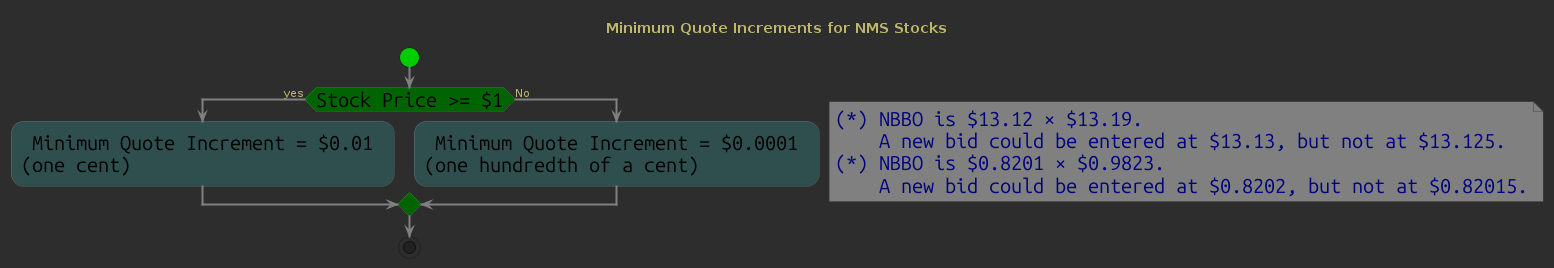 Minimum Quote Increments for NMS Stocks
yes
Stock Price >= $1
No
Minimum Quote Increment = $0.01
(one cent)
Minimum Quote Increment = $0.0001
(one hundredth of a cent)
(*) NBBO is $13.12 × $13.19.
A new bid could be entered at $13.13, but not at $13.125.
(*) NBBO is $0.8201 × $0.9823.
A new bid could be entered at $0.8202, but not at $0.82015.